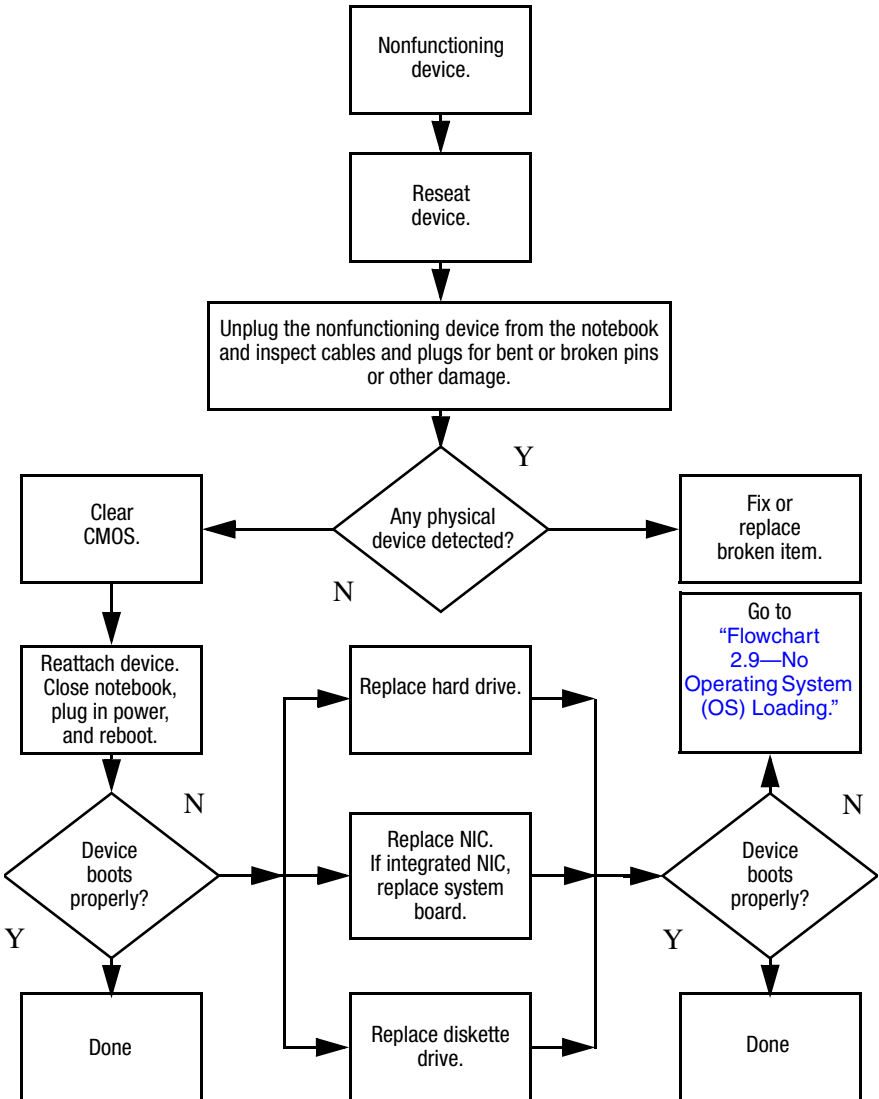 Nonfunctioning
device.
Reseat
device.
Unplug the nonfunctioning device from the notebook
and inspect cables and plugs for bent or broken pins
or other damage.
Y
Clear
CMOS.
Any physical
device detected?
Fix or
replace
broken item.
N
Go to
“Flowchart
2.9—No
Operating System
(OS) Loading.”
Reattach device.
Close notebook,
plug in power,
and reboot.
Replace hard drive.
N
N
Device
boots
properly?
Replace NIC.
If integrated NIC,
replace system
board.
Device
boots
properly?
Y
Y
Done
Replace diskette
drive.
Done